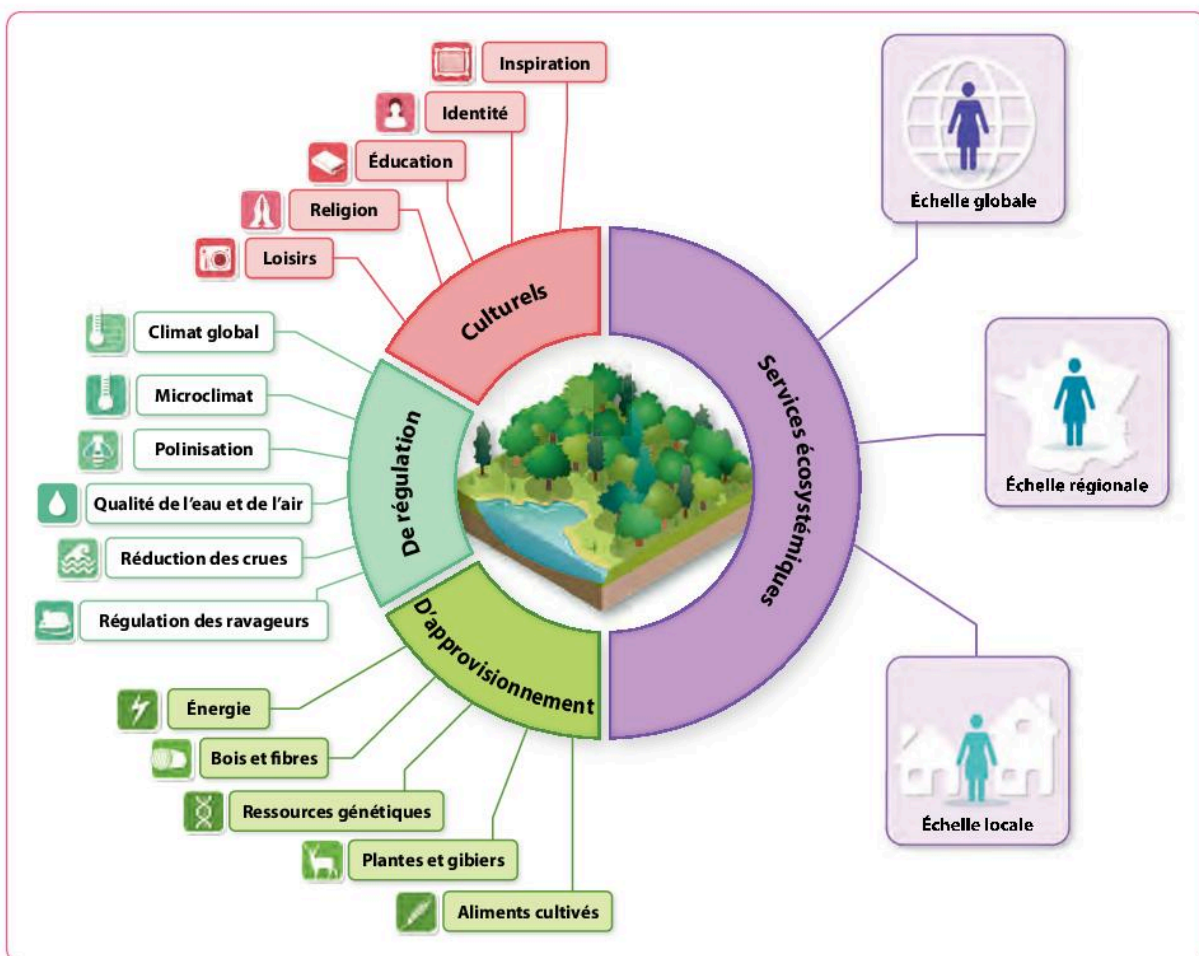 Inspiration
Identité
Éducation
Religion
Loisirs
Culturels
Climat global
Microclimat
Polinisation
Qualité de l'eau et de l'air
Réduction des crues
Régulation des ravageurs
De régulation
D'approvisionnement
Énergie
Bois et fibres
Ressources génétiques
Plantes et gibiers
Aliments cultivés
Services écosystémiques
Échelle globale
Échelle régionale
Échelle locale